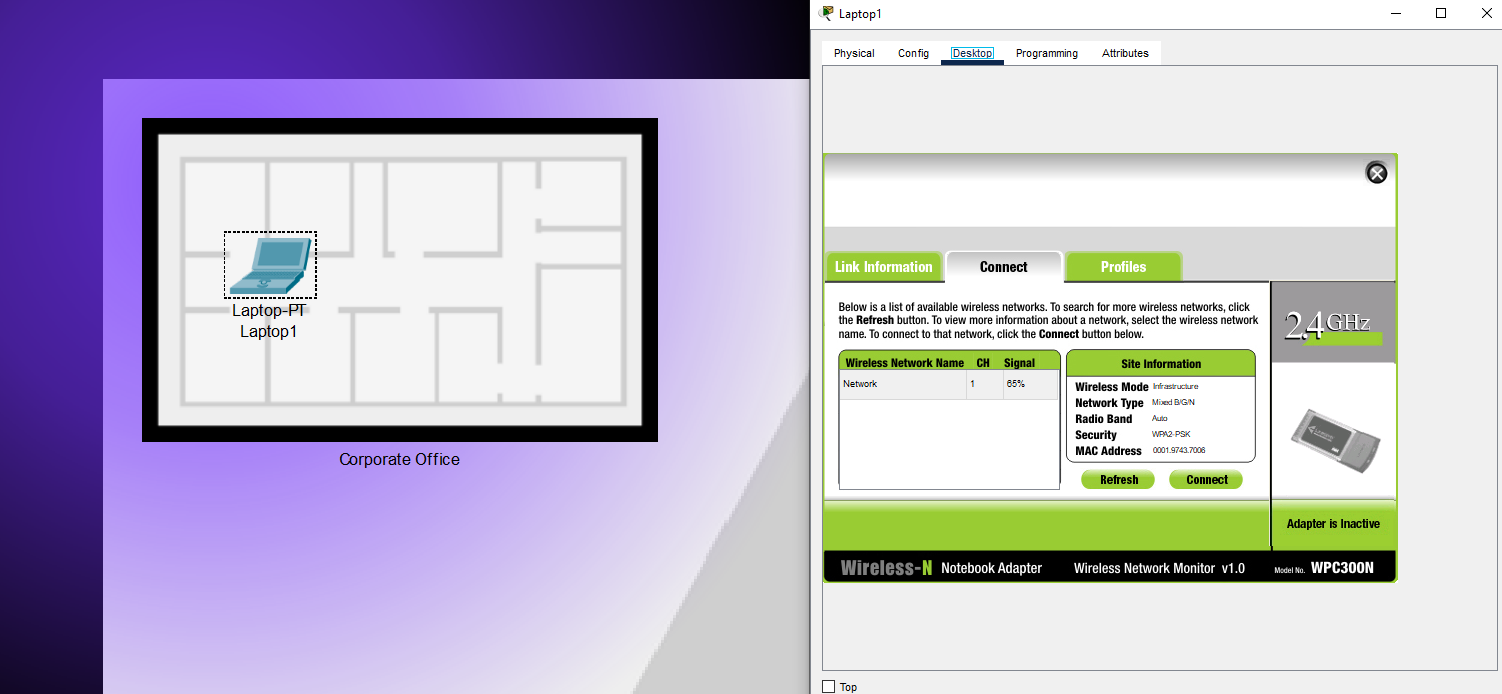 Laptop1
Physical Config Desktop Programming Attributes
Link Information Connect Profiles
Below is a list of available wireless networks. To search for more wireless networks, click
the Refresh button. To view more information about a network, select the wireless network
name. To connect to that network, click the Connect button below.
2.4GHz
Wireless Network Name CH Signal
Network 1 65%
Site Information
Wireless Mode Infrastructure
Network Type Mixed B/G/N
Radio Band Auto
Security WPA2-PSK
MAC Address 0001.9743.7006
Refresh Connect
Adapter is Inactive
Wireless-N Notebook Adapter Wireless Network Monitor v1.0 Model No. WPC300N
Top
Laptop-PT
Laptop1
Corporate Office